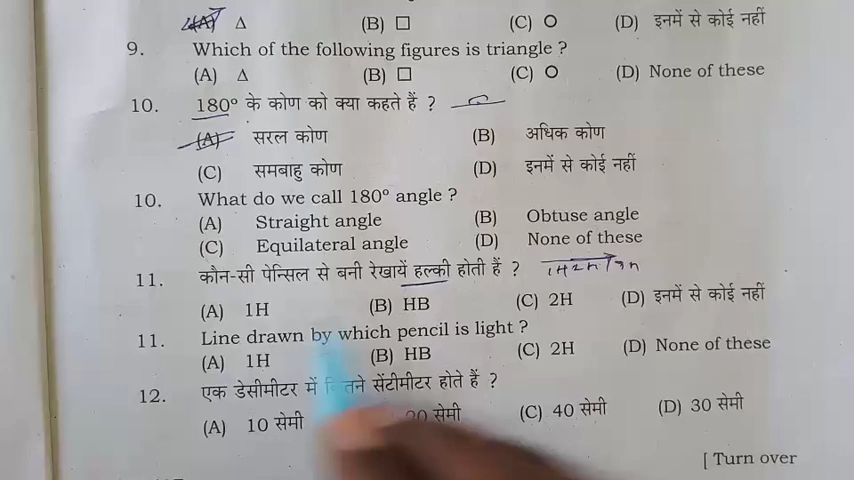 (A) Δ (B) □ (C) O (D) इनमें से कोई नहीं
9. Which of the following figures is triangle ?
(A) Δ (B) □ (C) O (D) None of these
10. 180° के कोण को क्या कहते हैं ?
(A) सरल कोण (B) अधिक कोण
(C) समबाहु कोण (D) इनमें से कोई नहीं
10. What do we call 180° angle ?
(A) Straight angle (B) Obtuse angle
(C) Equilateral angle (D) None of these
11. कौन-सी पेन्सिल से बनी रेखायें हल्की होती हैं ? 1H 2H
(A) 1H (B) HB (C) 2H (D) इनमें से कोई नहीं
11. Line drawn by which pencil is light ?
(A) 1H (B) HB (C) 2H (D) None of these
12. एक डेसीमीटर में सेंटीमीटर होते हैं ?
(A) 10 सेमी 20 सेमी (C) 40 सेमी (D) 30 सेमी
[ Turn over